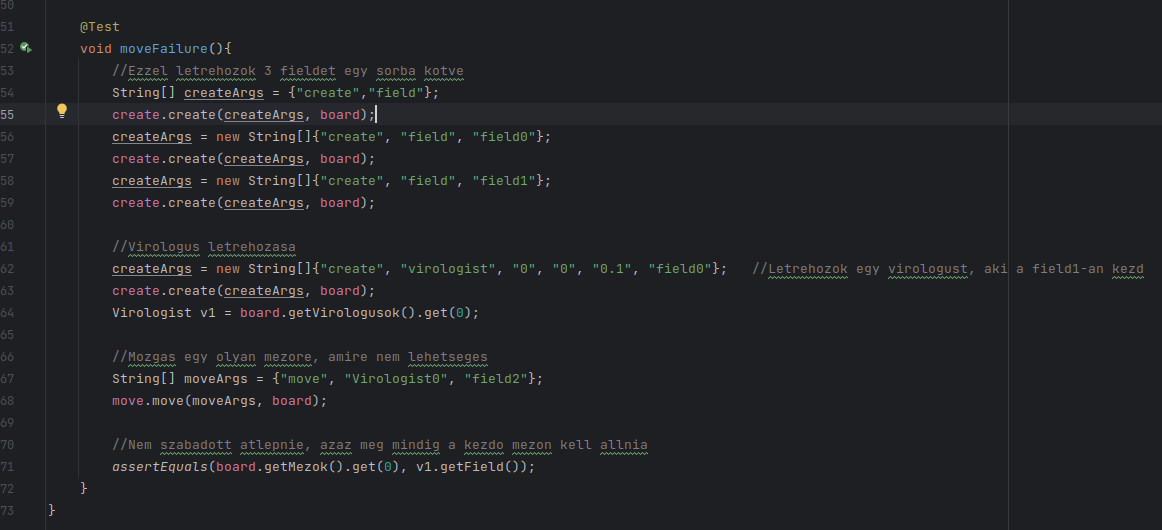 50
51 @Test
52 void moveFailure(){
53 //Ezzel letrehozok 3 fieldet egy sorba kotve
54 String[] createArgs = {"create","field"};
55 create.create(createArgs, board);
56 createArgs = new String[]{"create", "field", "field0"};
57 create.create(createArgs, board);
58 createArgs = new String[]{"create", "field", "field1"};
59 create.create(createArgs, board);
60
61 //Virologus letrehozasa
62 createArgs = new String[]{"create", "virologist", "0", "0", "0.1", "field0"}; //Letrehozok egy virologust, aki a field1-an kezd
63 create.create(createArgs, board);
64 Virologist v1 = board.getVirologusok().get(0);
65
66 //Mozgas egy olyan mezore, amire nem lehetseges
67 String[] moveArgs = {"move", "Virologist0", "field2"};
68 move.move(moveArgs, board);
69
70 //Nem szabadott atlepnie, azaz meg mindig a kezdo mezon kell allnia
71 assertEquals(board.getMezok().get(0), v1.getField());
72 }
73 }